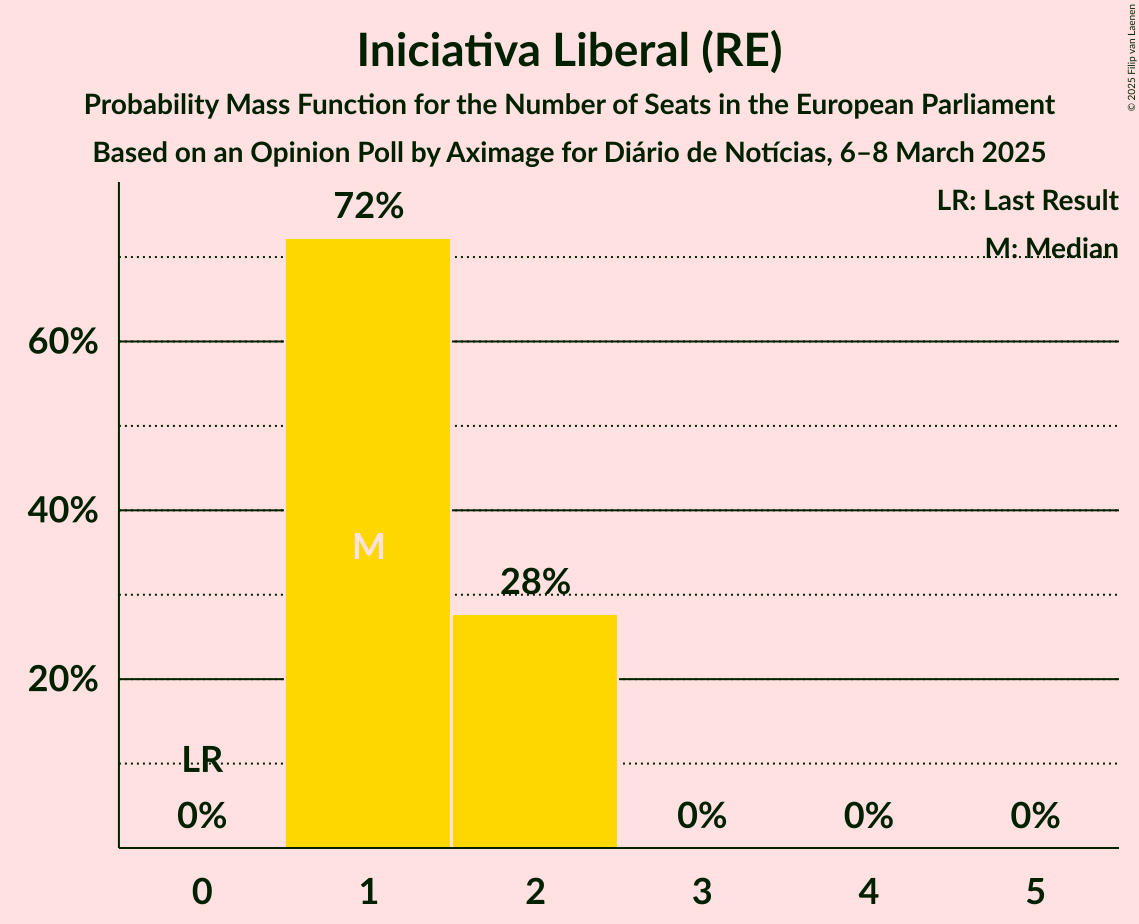 Iniciativa Liberal (RE)
Probability Mass Function for the Number of Seats in the European Parliament
Based on an Opinion Poll by Aximage for Diário de Notícias, 6–8 March 2025
© 2025 Filip van Laenen
LR: Last Result
M: Median
72%
60%
40%
M
28%
20%
LR
0%
0%
0%
0%
0
1
2
3
4
5